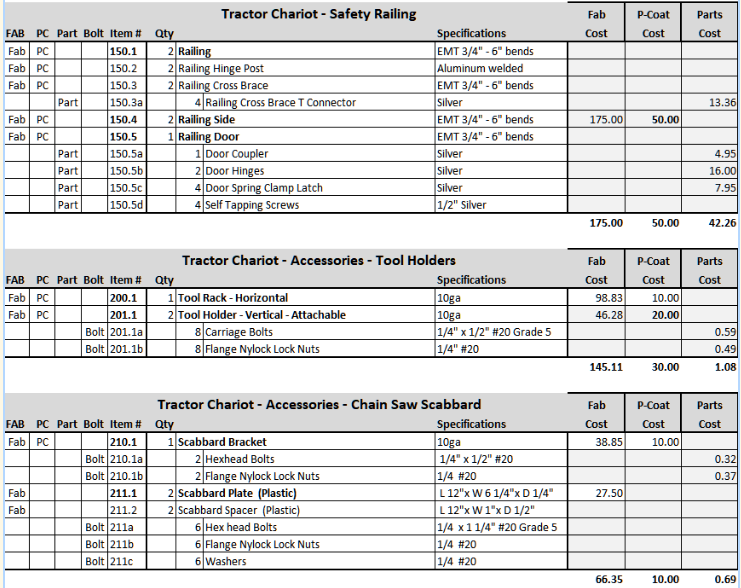 Tractor Chariot - Safety Railing Fab P-Coat Parts
FAB PC Part Bolt Item # Qty Specifications Cost Cost Cost
Fab PC 150.1 2 Railing EMT 3/4" - 6" bends
Fab PC 150.2 2 Railing Hinge Post Aluminum welded
Fab PC 150.3 2 Railing Cross Brace EMT 3/4" - 6" bends
Part 150.3a 4 Railing Cross Brace T Connector Silver 13.36
Fab PC 150.4 2 Railing Side EMT 3/4" - 6" bends 175.00 50.00
Fab PC 150.5 1 Railing Door EMT 3/4" - 6" bends
Part 150.5a 1 Door Coupler Silver 4.95
Part 150.5b 2 Door Hinges Silver 16.00
Part 150.5c 4 Door Spring Clamp Latch Silver 7.95
Part 150.5d 4 Self Tapping Screws 1/2" Silver
175.00 50.00 42.26
Tractor Chariot - Accessories - Tool Holders Fab P-Coat Parts
FAB PC Part Bolt Item # Qty Specifications Cost Cost Cost
Fab PC 200.1 1 Tool Rack - Horizontal 10ga 98.83 10.00
Fab PC 201.1 2 Tool Holder - Vertical - Attachable 10ga 46.28 20.00
Bolt 201.1a 8 Carriage Bolts 1/4" x 1/2" #20 Grade 5 0.59
Bolt 201.1b 8 Flange Nylock Lock Nuts 1/4" #20 0.49
145.11 30.00 1.08
Tractor Chariot - Accessories - Chain Saw Scabbard Fab P-Coat Parts
FAB PC Part Bolt Item # Qty Specifications Cost Cost Cost
Fab PC 210.1 1 Scabbard Bracket 10ga 38.85 10.00
Bolt 210.1a 2 Hexhead Bolts 1/4" x 1/2" #20 0.32
Bolt 210.1b 2 Flange Nylock Lock Nuts 1/4 #20 0.37
Fab 211.1 2 Scabbard Plate (Plastic) L 12"x W 6 1/4"x D 1/4" 27.50
Fab 211.2 2 Scabbard Spacer (Plastic) L 12"x W 1"x D 1/2"
Bolt 211a 6 Hex head Bolts 1/4 x 1 1/4" #20 Grade 5
Bolt 211b 6 Flange Nylock Lock Nuts 1/4 #20
Bolt 211c 6 Washers 1/4 #20
66.35 10.00 0.69